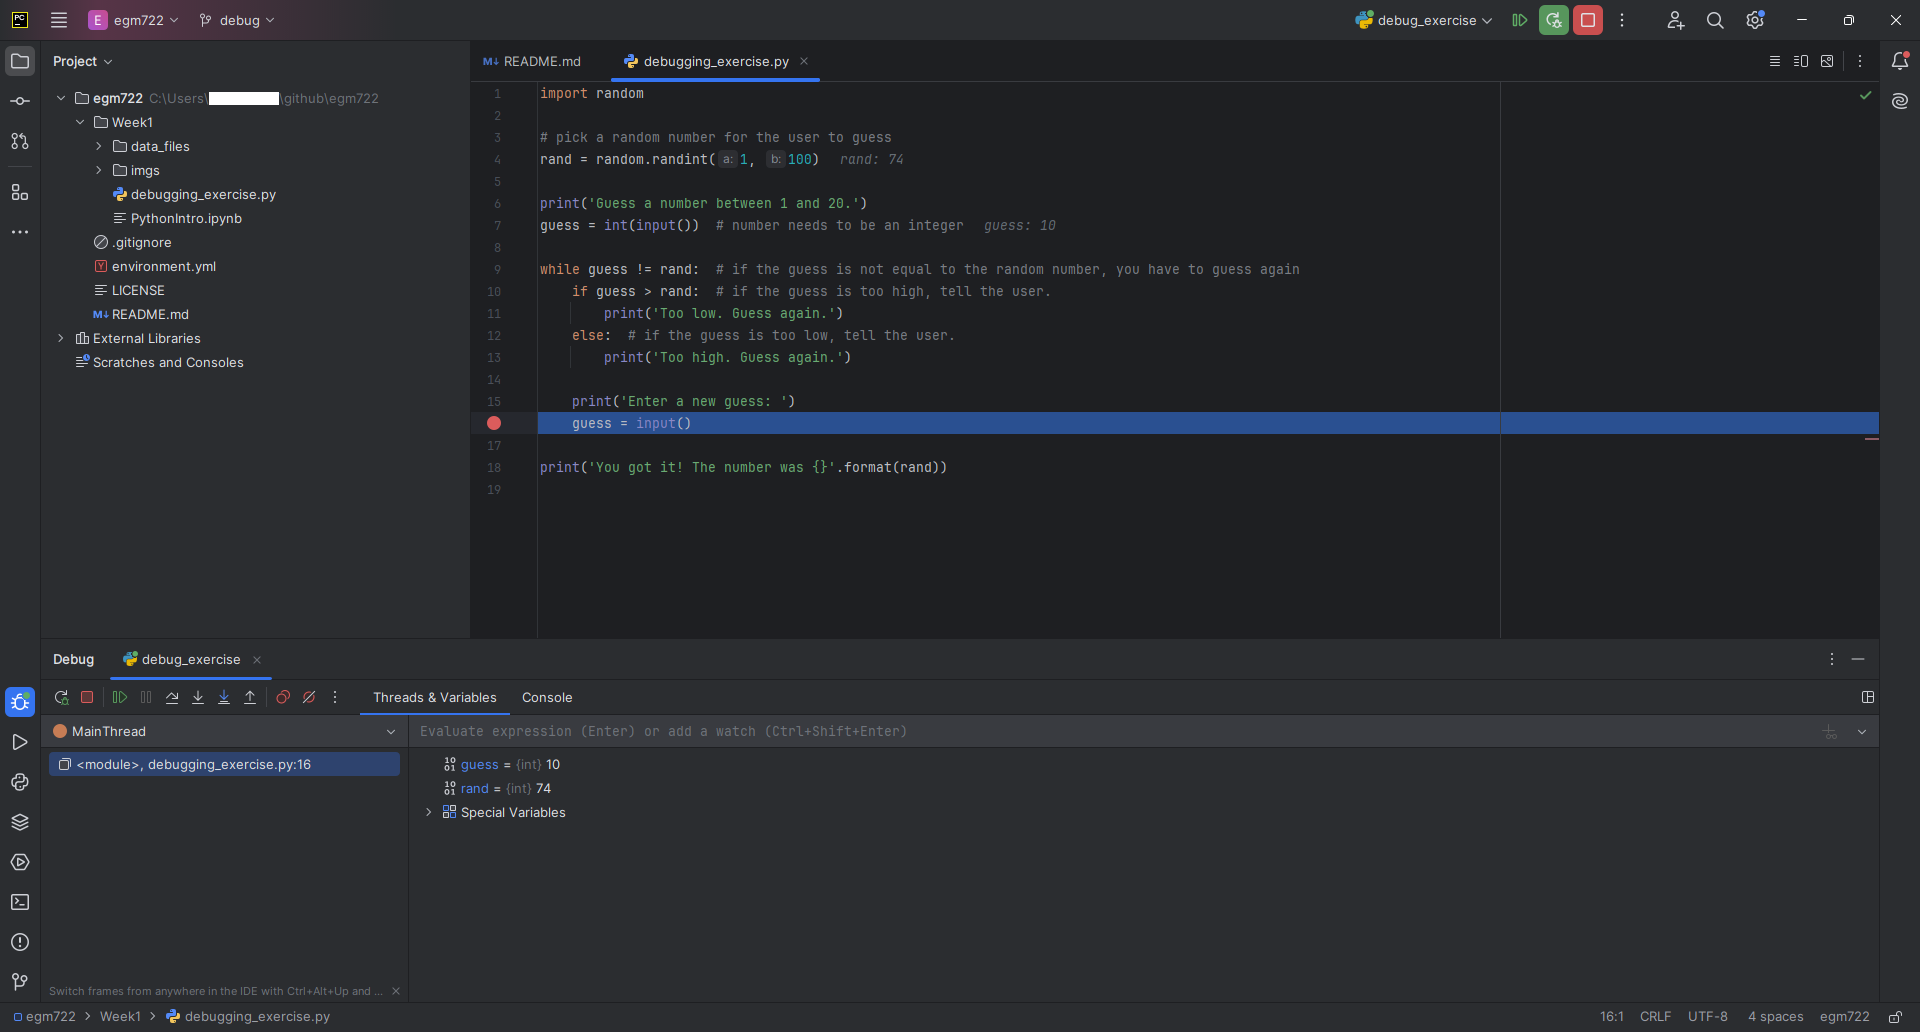 PC
E egm722 debug
debug_exercise
Project
egm722 C:\Users\ \github\egm722
Week1
data_files
imgs
debugging_exercise.py
PythonIntro.ipynb
.gitignore
Y environment.yml
LICENSE
M↓ README.md
External Libraries
Scratches and Consoles
M↓ README.md debugging_exercise.py
1 import random
2
3 # pick a random number for the user to guess
4 rand = random.randint( a: 1, b: 100) rand: 74
5
6 print('Guess a number between 1 and 20.')
7 guess = int(input()) # number needs to be an integer guess: 10
8
9 while guess != rand: # if the guess is not equal to the random number, you have to guess again
10 if guess > rand: # if the guess is too high, tell the user.
11 print('Too low. Guess again.')
12 else: # if the guess is too low, tell the user.
13 print('Too high. Guess again.')
14
15 print('Enter a new guess: ')
guess = input()
17
18 print('You got it! The number was {}'.format(rand))
19
Debug debug_exercise
Threads & Variables Console
MainThread
<module>, debugging_exercise.py:16
Switch frames from anywhere in the IDE with Ctrl+Alt+Up and ...
Evaluate expression (Enter) or add a watch (Ctrl+Shift+Enter)
10 01 guess = {int} 10
10 01 rand = {int} 74
Special Variables
egm722 > Week1 > debugging_exercise.py
16:1 CRLF UTF-8 4 spaces egm722